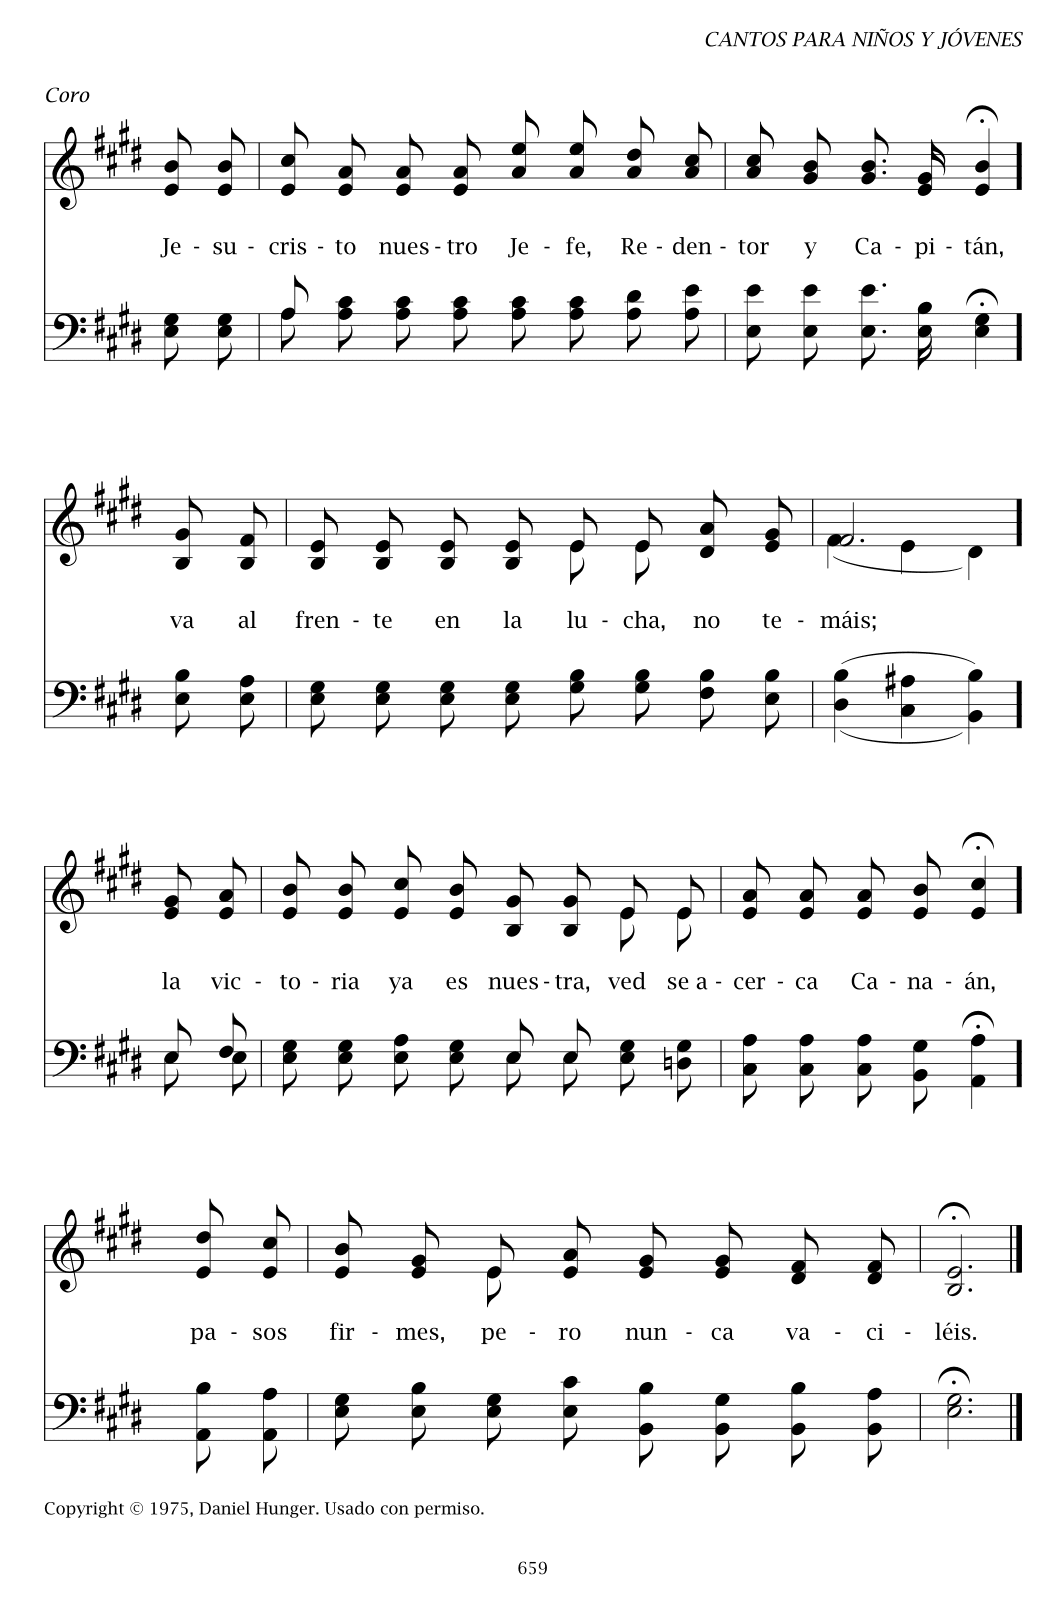 CANTOS PARA NIÑOS Y JÓVENES
Coro
Je - su - cris - to nues - tro Je - fe, Re - den - tor y Ca - pi - tán,
va al fren - te en la lu - cha, no te - máis;
la vic - to - ria ya es nues - tra, ved se a - cer - ca Ca - na - án,
pa - sos fir - mes, pe - ro nun - ca va - ci - léis.
Copyright © 1975, Daniel Hunger. Usado con permiso.
659